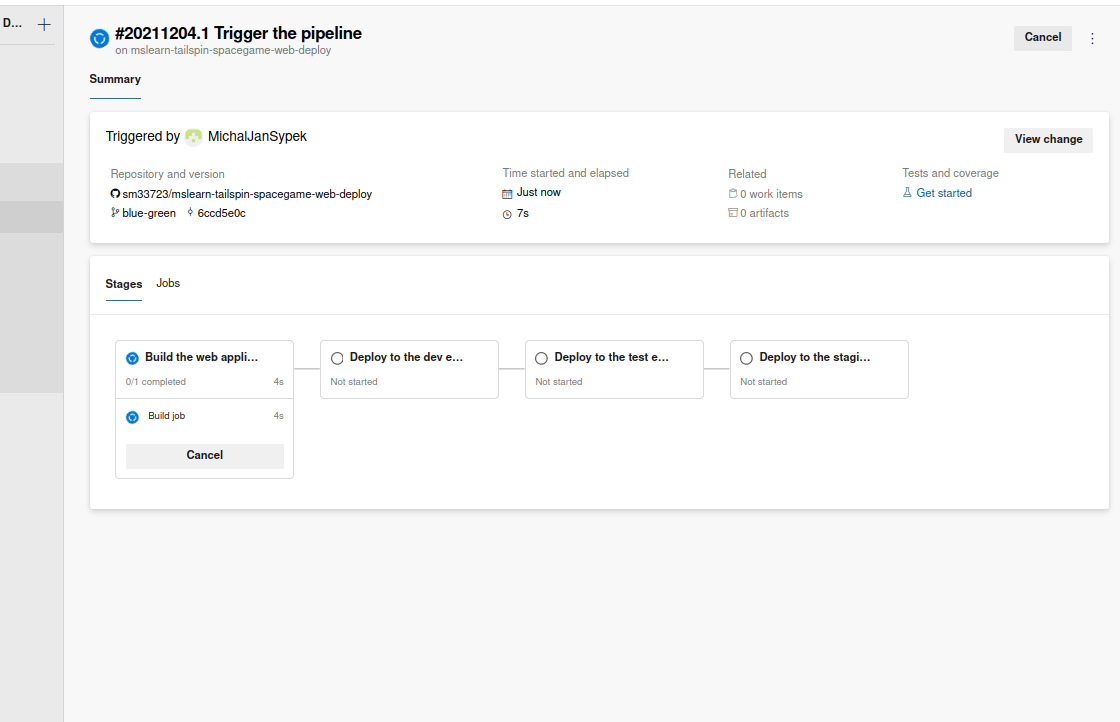 D...
#20211204.1 Trigger the pipeline
on mslearn-tailspin-spacegame-web-deploy
Cancel
Summary
Triggered by MichalJanSypek
View change
Repository and version
sm33723/mslearn-tailspin-spacegame-web-deploy
blue-green 6ccd5e0c
Time started and elapsed
Just now
7s
Related
0 work items
0 artifacts
Tests and coverage
Get started
Stages Jobs
Build the web appli...
0/1 completed 4s
Build job 4s
Cancel
Deploy to the dev e...
Not started
Deploy to the test e...
Not started
Deploy to the stagi...
Not started